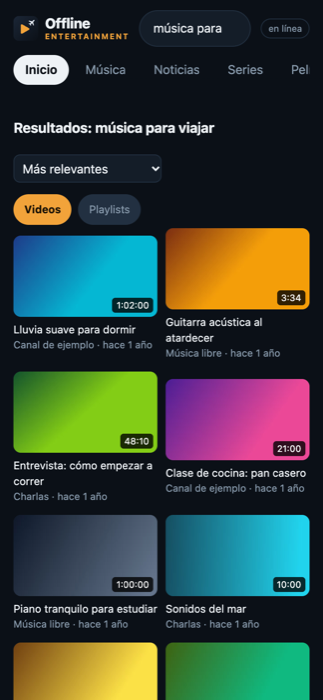 Offline
ENTERTAINMENT
música para
en línea
Inicio
Música
Noticias
Series
Pel
Resultados: música para viajar
Más relevantes
Videos
Playlists
1:02:00
Lluvia suave para dormir
Canal de ejemplo · hace 1 año
3:34
Guitarra acústica al
atardecer
Música libre · hace 1 año
48:10
Entrevista: cómo empezar a
correr
Charlas · hace 1 año
21:00
Clase de cocina: pan casero
Canal de ejemplo · hace 1 año
1:00:00
Piano tranquilo para estudiar
Música libre · hace 1 año
10:00
Sonidos del mar
Charlas · hace 1 año